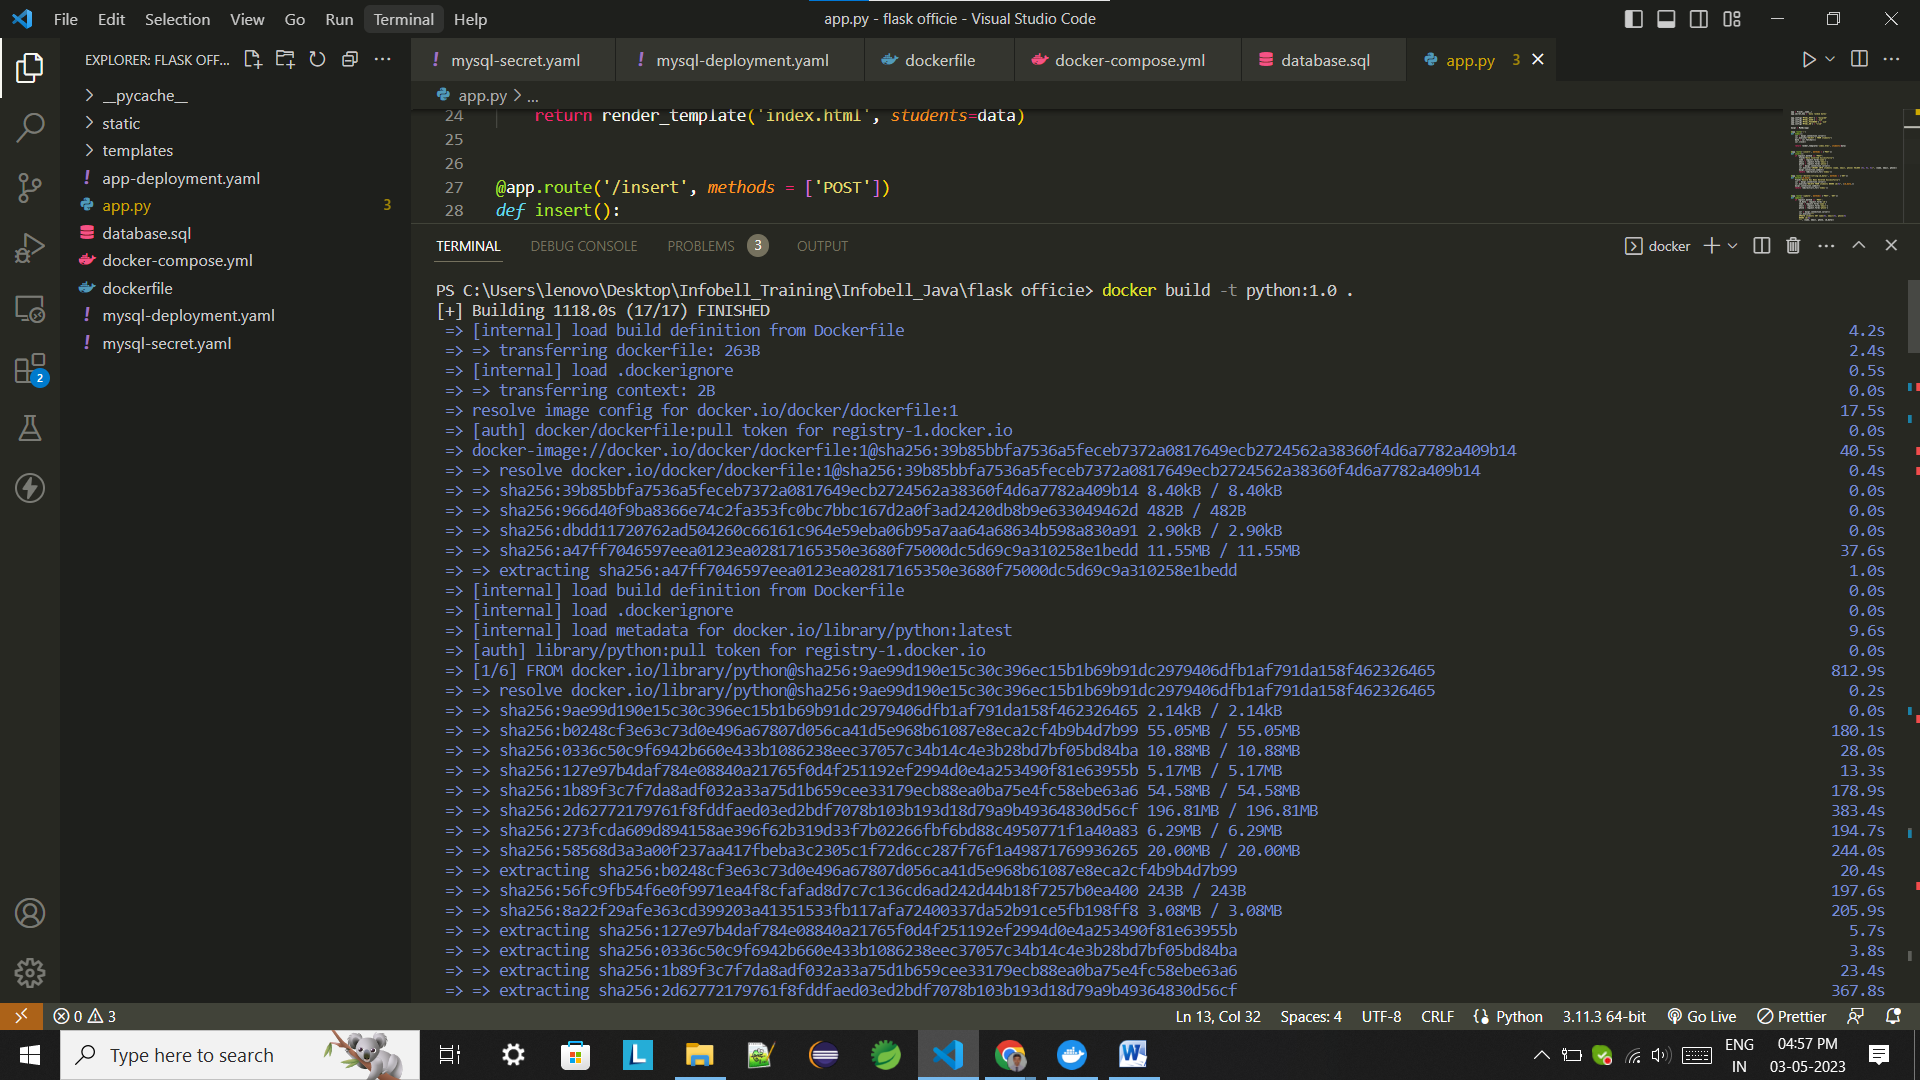 File Edit Selection View Go Run Terminal Help
app.py - flask officie - Visual Studio Code
EXPLORER: FLASK OFF...
__pycache__
static
templates
! app-deployment.yaml
app.py 3
database.sql
docker-compose.yml
dockerfile
! mysql-deployment.yaml
! mysql-secret.yaml
2
! mysql-secret.yaml ! mysql-deployment.yaml dockerfile docker-compose.yml database.sql app.py 3
app.py > ...
24 return render_template('index.html', students=data)
25
26
27 @app.route('/insert', methods = ['POST'])
28 def insert():
TERMINAL DEBUG CONSOLE PROBLEMS 3 OUTPUT
docker
PS C:\Users\lenovo\Desktop\Infobell_Training\Infobell_Java\flask officie> docker build -t python:1.0 .
[+] Building 1118.0s (17/17) FINISHED
=> [internal] load build definition from Dockerfile 4.2s
=> => transferring dockerfile: 263B 2.4s
=> [internal] load .dockerignore 0.5s
=> => transferring context: 2B 0.0s
=> resolve image config for docker.io/docker/dockerfile:1 17.5s
=> [auth] docker/dockerfile:pull token for registry-1.docker.io 0.0s
=> docker-image://docker.io/docker/dockerfile:1@sha256:39b85bbfa7536a5feceb7372a0817649ecb2724562a38360f4d6a7782a409b14 40.5s
=> => resolve docker.io/docker/dockerfile:1@sha256:39b85bbfa7536a5feceb7372a0817649ecb2724562a38360f4d6a7782a409b14 0.4s
=> => sha256:39b85bbfa7536a5feceb7372a0817649ecb2724562a38360f4d6a7782a409b14 8.40kB / 8.40kB 0.0s
=> => sha256:966d40f9ba8366e74c2fa353fc0bc7bbc167d2a0f3ad2420db8b9e633049462d 482B / 482B 0.0s
=> => sha256:dbdd11720762ad504260c66161c964e59eba06b95a7aa64a68634b598a830a91 2.90kB / 2.90kB 0.0s
=> => sha256:a47ff7046597eea0123ea02817165350e3680f75000dc5d69c9a310258e1bedd 11.55MB / 11.55MB 37.6s
=> => extracting sha256:a47ff7046597eea0123ea02817165350e3680f75000dc5d69c9a310258e1bedd 1.0s
=> [internal] load build definition from Dockerfile 0.0s
=> [internal] load .dockerignore 0.0s
=> [internal] load metadata for docker.io/library/python:latest 9.6s
=> [auth] library/python:pull token for registry-1.docker.io 0.0s
=> [1/6] FROM docker.io/library/python@sha256:9ae99d190e15c30c396ec15b1b69b91dc2979406dfb1af791da158f462326465 812.9s
=> => resolve docker.io/library/python@sha256:9ae99d190e15c30c396ec15b1b69b91dc2979406dfb1af791da158f462326465 0.2s
=> => sha256:9ae99d190e15c30c396ec15b1b69b91dc2979406dfb1af791da158f462326465 2.14kB / 2.14kB 0.0s
=> => sha256:b0248cf3e63c73d0e496a67807d056ca41d5e968b61087e8eca2cf4b9b4d7b99 55.05MB / 55.05MB 180.1s
=> => sha256:0336c50c9f6942b660e433b1086238eec37057c34b14c4e3b28bd7bf05bd84ba 10.88MB / 10.88MB 28.0s
=> => sha256:127e97b4daf784e08840a21765f0d4f251192ef2994d0e4a253490f81e63955b 5.17MB / 5.17MB 13.3s
=> => sha256:1b89f3c7f7da8adf032a33a75d1b659cee33179ecb88ea0ba75e4fc58ebe63a6 54.58MB / 54.58MB 178.9s
=> => sha256:2d62772179761f8fddfaed03ed2bdf7078b103b193d18d79a9b49364830d56cf 196.81MB / 196.81MB 383.4s
=> => sha256:273fcda609d894158ae396f62b319d33f7b02266fbf6bd88c4950771f1a40a83 6.29MB / 6.29MB 194.7s
=> => sha256:58568d3a3a00f237aa417fbeba3c2305c1f72d6cc287f76f1a49871769936265 20.00MB / 20.00MB 244.0s
=> => extracting sha256:b0248cf3e63c73d0e496a67807d056ca41d5e968b61087e8eca2cf4b9b4d7b99 20.4s
=> => sha256:56fc9fb54f6e0f9971ea4f8cfafad8d7c7c136cd6ad242d44b18f7257b0ea400 243B / 243B 197.6s
=> => sha256:8a22f29afe363cd399203a41351533fb117afa72400337da52b91ce5fb198ff8 3.08MB / 3.08MB 205.9s
=> => extracting sha256:127e97b4daf784e08840a21765f0d4f251192ef2994d0e4a253490f81e63955b 5.7s
=> => extracting sha256:0336c50c9f6942b660e433b1086238eec37057c34b14c4e3b28bd7bf05bd84ba 3.8s
=> => extracting sha256:1b89f3c7f7da8adf032a33a75d1b659cee33179ecb88ea0ba75e4fc58ebe63a6 23.4s
=> => extracting sha256:2d62772179761f8fddfaed03ed2bdf7078b103b193d18d79a9b49364830d56cf 367.8s
0 3 Ln 13, Col 32 Spaces: 4 UTF-8 CRLF Python 3.11.3 64-bit Go Live Prettier
Type here to search
L
W
ENG
IN
04:57 PM
03-05-2023